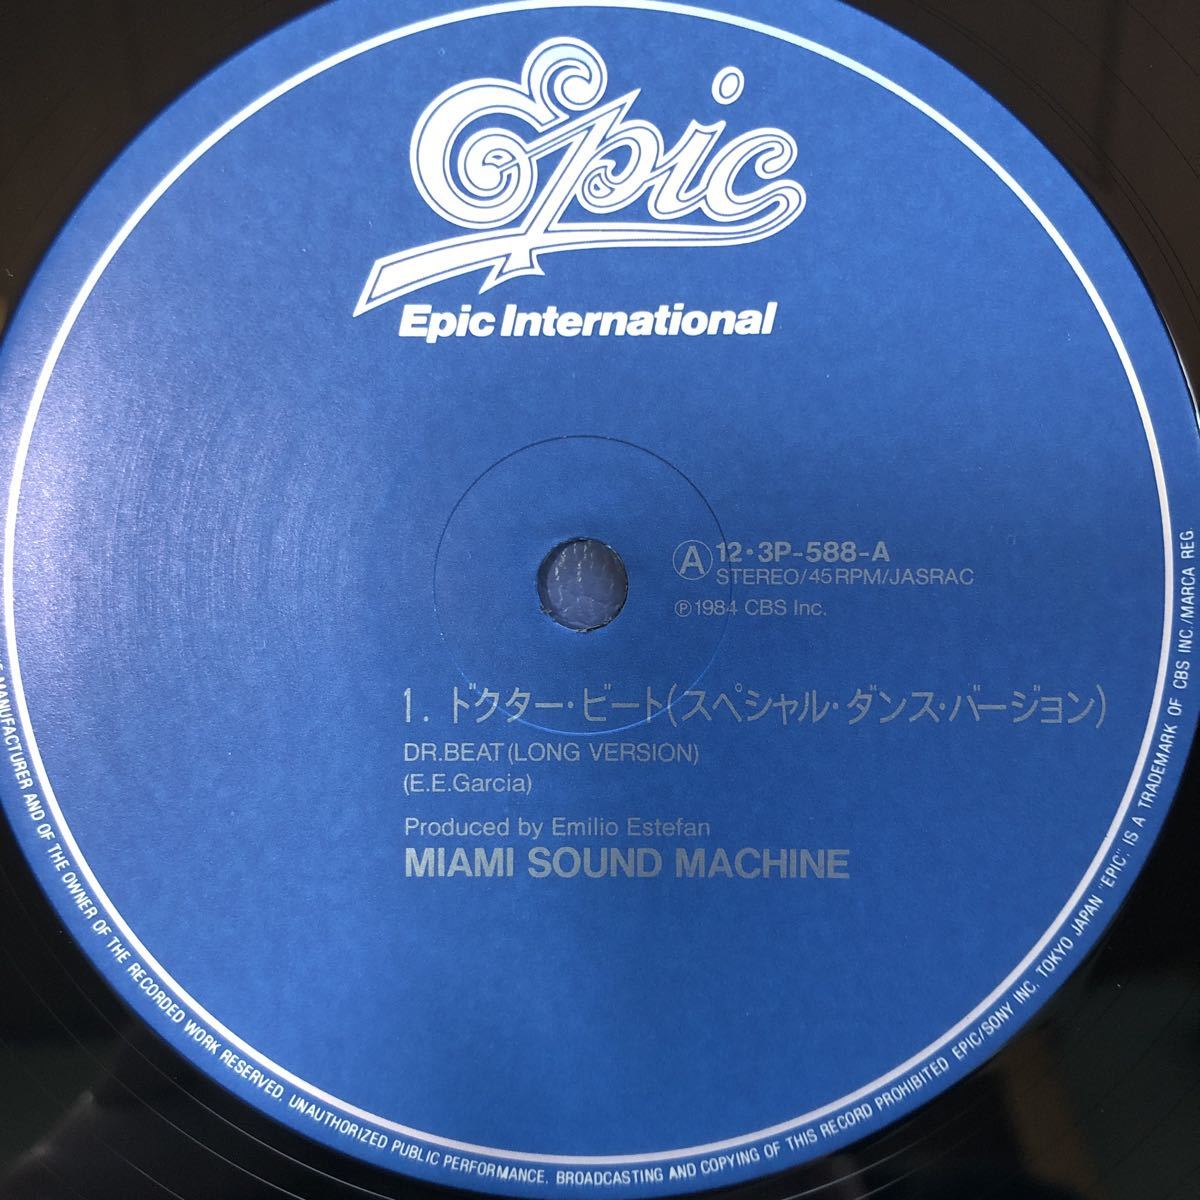 Epic
Epic International
A 12・3P-588-A
STEREO/45RPM/JASRAC
℗1984 CBS Inc.
1. ドクター・ビート(スペシャル・ダンス・バージョン)
DR.BEAT(LONG VERSION)
(E.E.Garcia)
Produced by Emilio Estefan
MIAMI SOUND MACHINE
MANUFACTURER AND OF THE OWNER OF THE RECORDED WORK RESERVED. UNAUTHORIZED PUBLIC PERFORMANCE. BROADCASTING AND COPYING OF THIS RECORD PROHIBITED EPIC/SONY INC. TOKYO JAPAN "EPIC", IS A TRADEMARK OF CBS INC./MARCA REG.